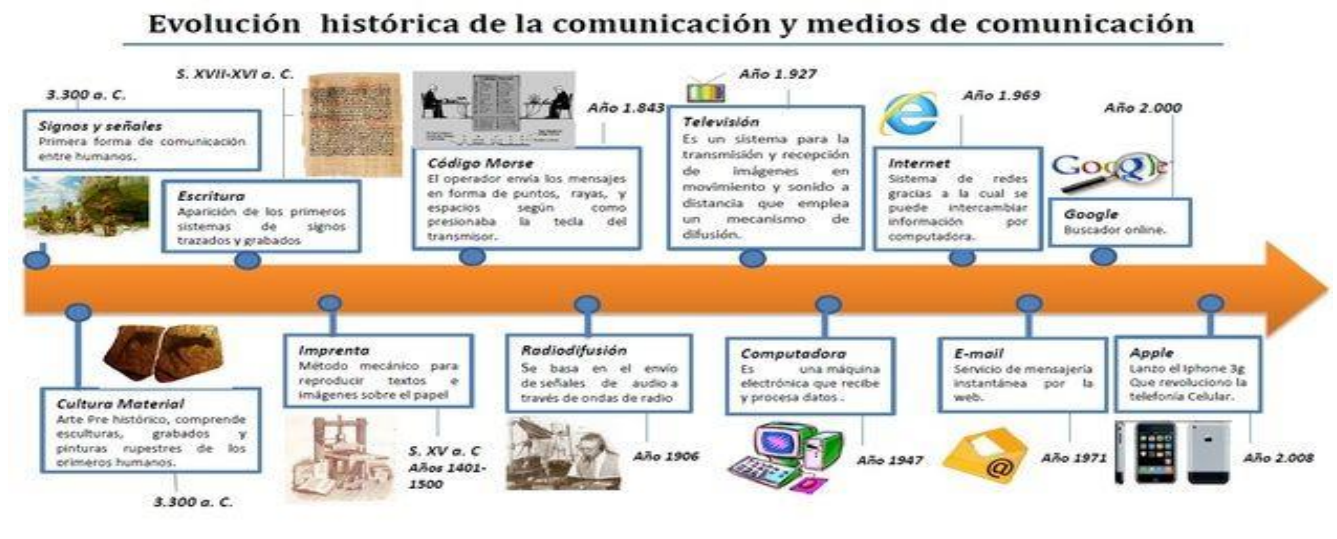 Evolución histórica de la comunicación y medios de comunicación
3.300 a. C.
Signos y señales
Primera forma de comunicación
entre humanos.
S. XVII-XVI a. C.
Escritura
Aparición de los primeros
sistemas de signos
trazados y grabados
Año 1.843
Código Morse
El operador envía los mensajes
en forma de puntos, rayas, y
espacios según como
presionaba la tecla del
transmisor.
Año 1.927
Televisión
Es un sistema para la
transmisión y recepción
de imágenes en
movimiento y sonido a
distancia que emplea
un mecanismo de
difusión.
Año 1.969
Internet
Sistema de redes
gracias a la cual se
puede intercambiar
información por
computadora.
Año 2.000
Google
Google
Buscador online.
Cultura Material
Arte Pre histórico, comprende
esculturas, grabados y
pinturas rupestres de los
primeros humanos.
3.300 a. C.
Imprenta
Método mecánico para
reproducir textos e
imágenes sobre el papel
S. XV a. C
Años 1401-
1500
Radiodifusión
Se basa en el envío
de señales de audio a
través de ondas de radio
Año 1906
Computadora
Es una máquina
electrónica que recibe
y procesa datos .
Año 1947
E-mail
Servicio de mensajería
instantánea por la
web.
@
Año 1971
Apple
Lanzo el Iphone 3g
Que revoluciono la
telefonía Celular.
Año 2.008